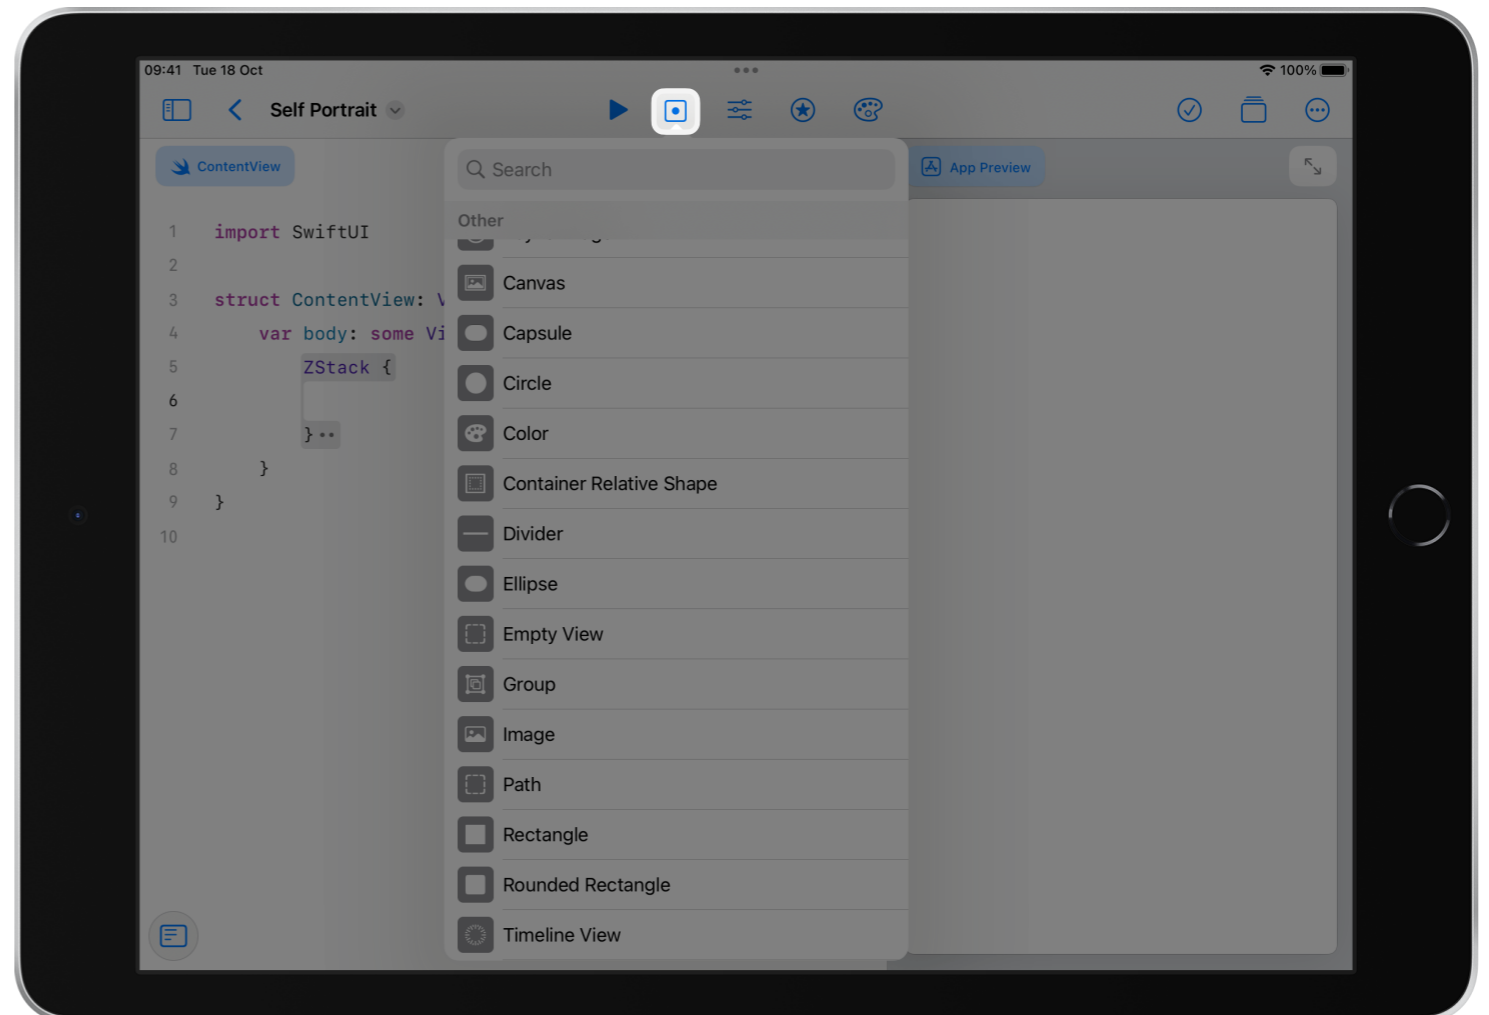 09:41 Tue 18 Oct
100%
Self Portrait
ContentView
Search
App Preview
Other
1 import SwiftUI
2
3 struct ContentView: V
4 var body: some Vi
5 ZStack {
6
7 }
8 }
9 }
10
Canvas
Capsule
Circle
Color
Container Relative Shape
Divider
Ellipse
Empty View
Group
Image
Path
Rectangle
Rounded Rectangle
Timeline View